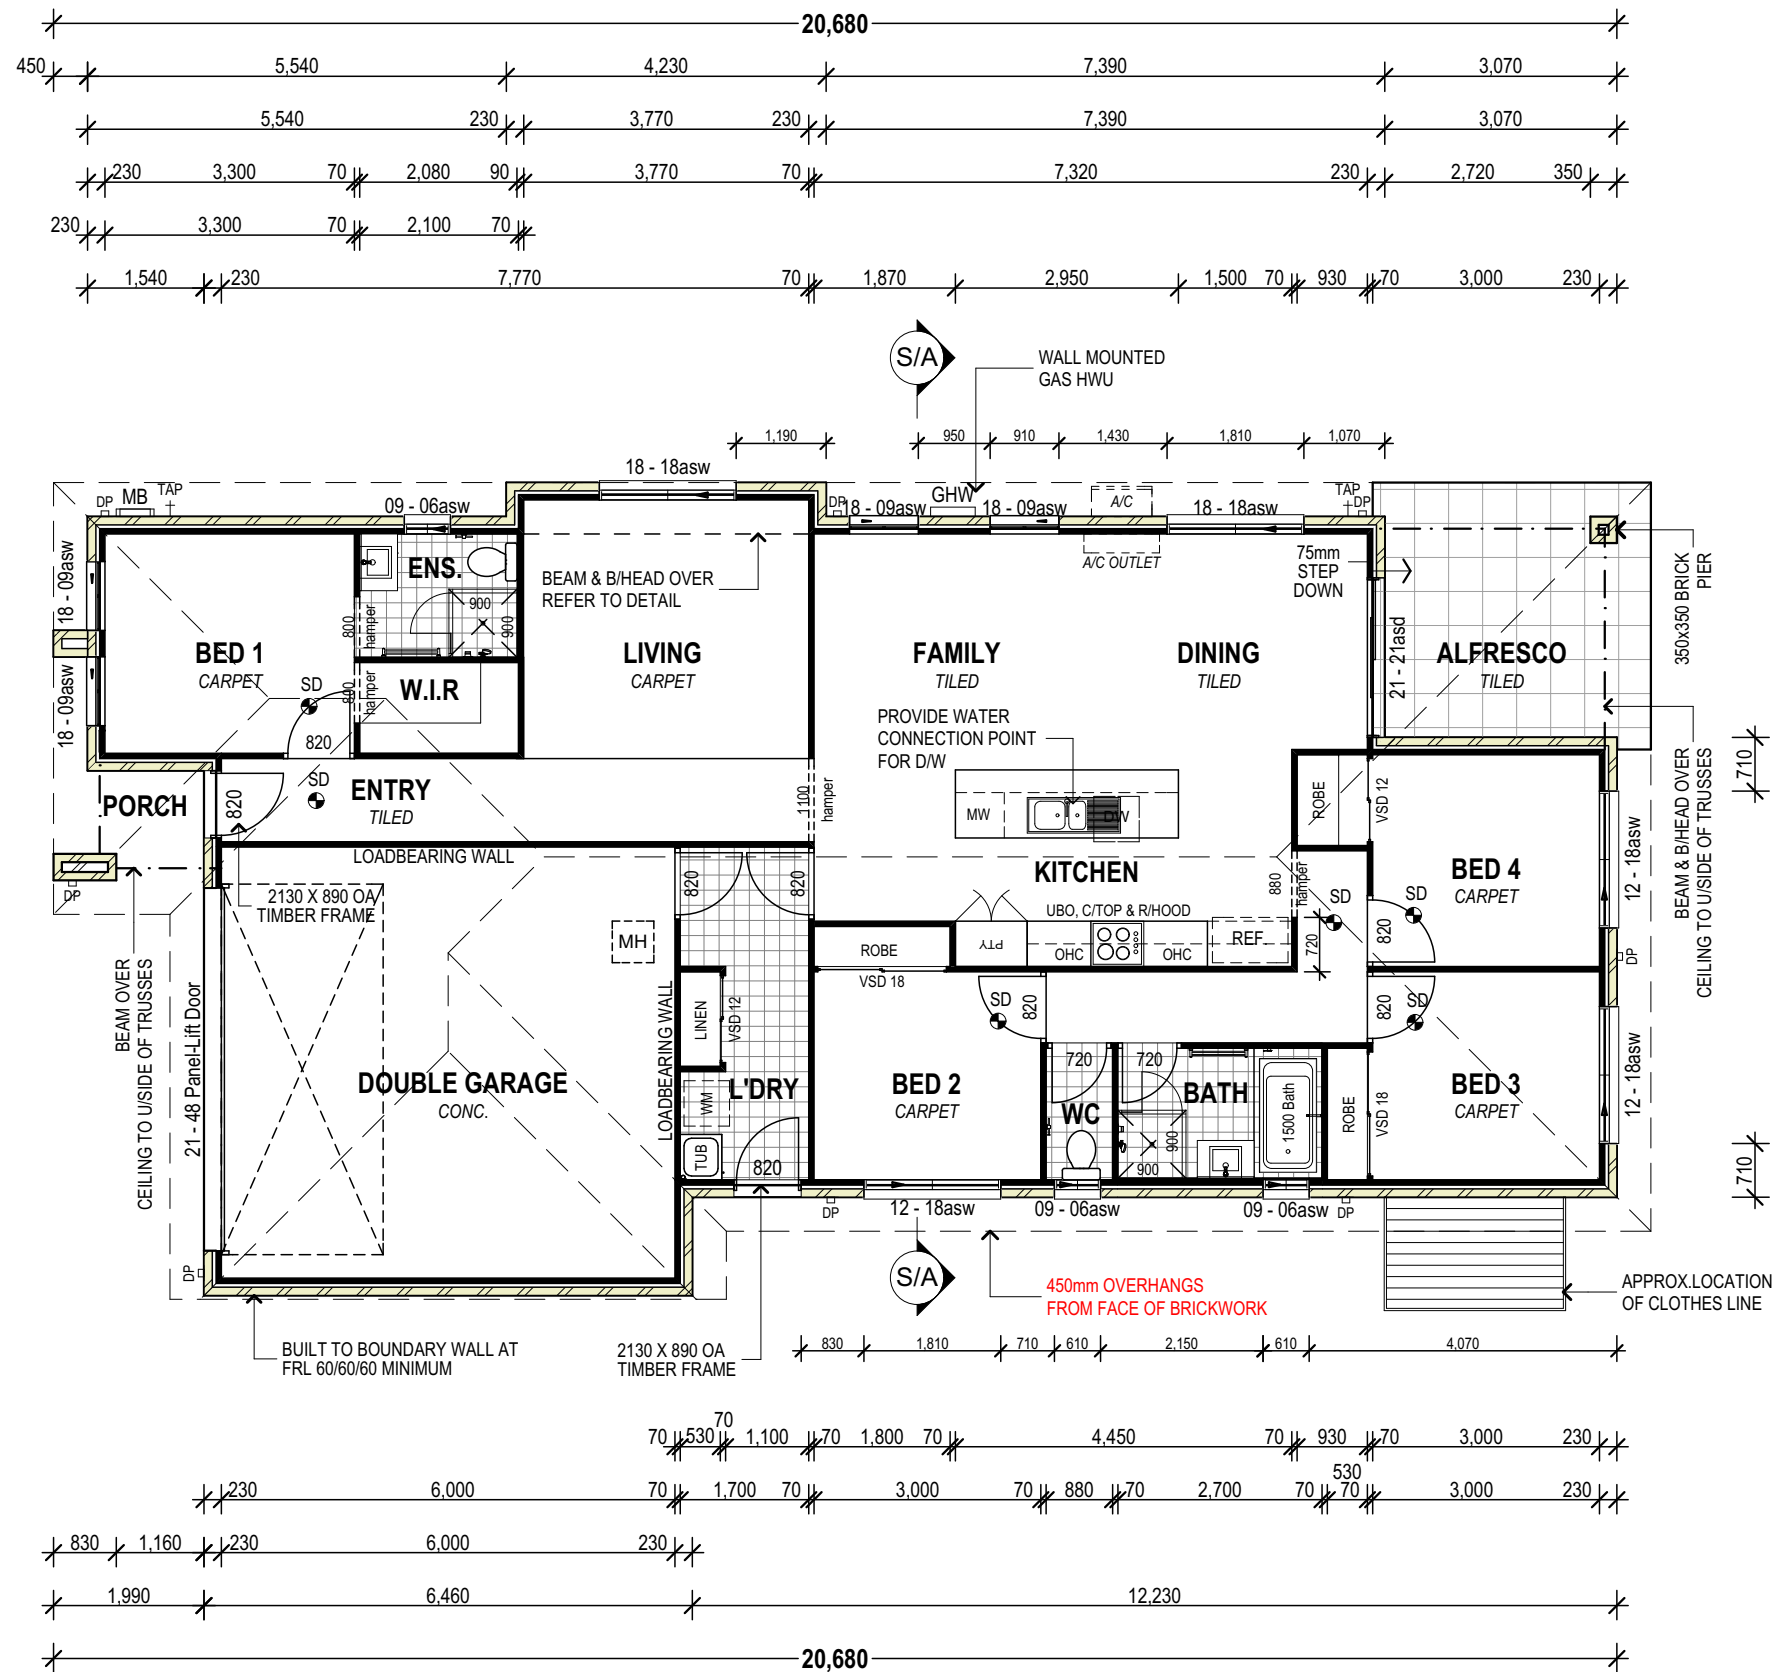 20,680
450 5,540 4,230 7,390 3,070
5,540 230 3,770 230 7,390 3,070
230 3,300 70 2,080 90 3,770 70 7,320 230 2,720 350
230 3,300 70 2,100 70
1,540 230 7,770 70 1,870 2,950 1,500 70 930 70 3,000 230
S/A
WALL MOUNTED
GAS HWU
1,190 950 910 1,430 1,810 1,070
18 - 18asw
DP MB TAP
09 - 06asw
DP
18 - 09asw
GHW
18 - 09asw
A/C
18 - 18asw
TAP
DP
A/C OUTLET
75mm
STEP
DOWN
350x350 BRICK
PIER
18 - 09asw
18 - 09asw
ENS.
900
900
800
hamper
BEAM & B/HEAD OVER
REFER TO DETAIL
BED 1
CARPET
SD
820
800
hamper
W.I.R
LIVING
CARPET
FAMILY
TILED
DINING
TILED
21 - 21asd
ALFRESCO
TILED
PROVIDE WATER
CONNECTION POINT
FOR D/W
BEAM & B/HEAD OVER
CEILING TO U/SIDE OF TRUSSES
710
PORCH
820
SD
ENTRY
TILED
1100
hamper
MW
DW
ROBE
VSD 12
12 - 18asw
LOADBEARING WALL
KITCHEN
880
hamper
BED 4
CARPET
DP
2130 X 890 OA
TIMBER FRAME
820
820
UBO, C/TOP & R/HOOD
SD
SD
820
MH
ROBE
VSD 18
PTY
OHC
OHC
REF.
720
DP
BEAM OVER
CEILING TO U/SIDE OF TRUSSES
21 - 48 Panel-Lift Door
LOADBEARING WALL
LINEN
VSD 12
SD
820
820
SD
12 - 18asw
DOUBLE GARAGE
CONC.
WM
L'DRY
BED 2
CARPET
720
WC
720
BATH
900
900
1500 Bath
ROBE
VSD 18
BED 3
CARPET
TUB
820
710
DP
DP
12 - 18asw
09 - 06asw
09 - 06asw
DP
S/A
450mm OVERHANGS
FROM FACE OF BRICKWORK
APPROX.LOCATION
OF CLOTHES LINE
BUILT TO BOUNDARY WALL AT
FRL 60/60/60 MINIMUM
2130 X 890 OA
TIMBER FRAME
830 1,810 710 610 2,150 610 4,070
70 530 70 1,100 70 1,800 70 4,450 70 930 70 3,000 230
230 6,000 70 1,700 70 3,000 70 880 70 2,700 70 530 70 3,000 230
830 1,160 230 6,000 230
1,990 6,460 12,230
20,680